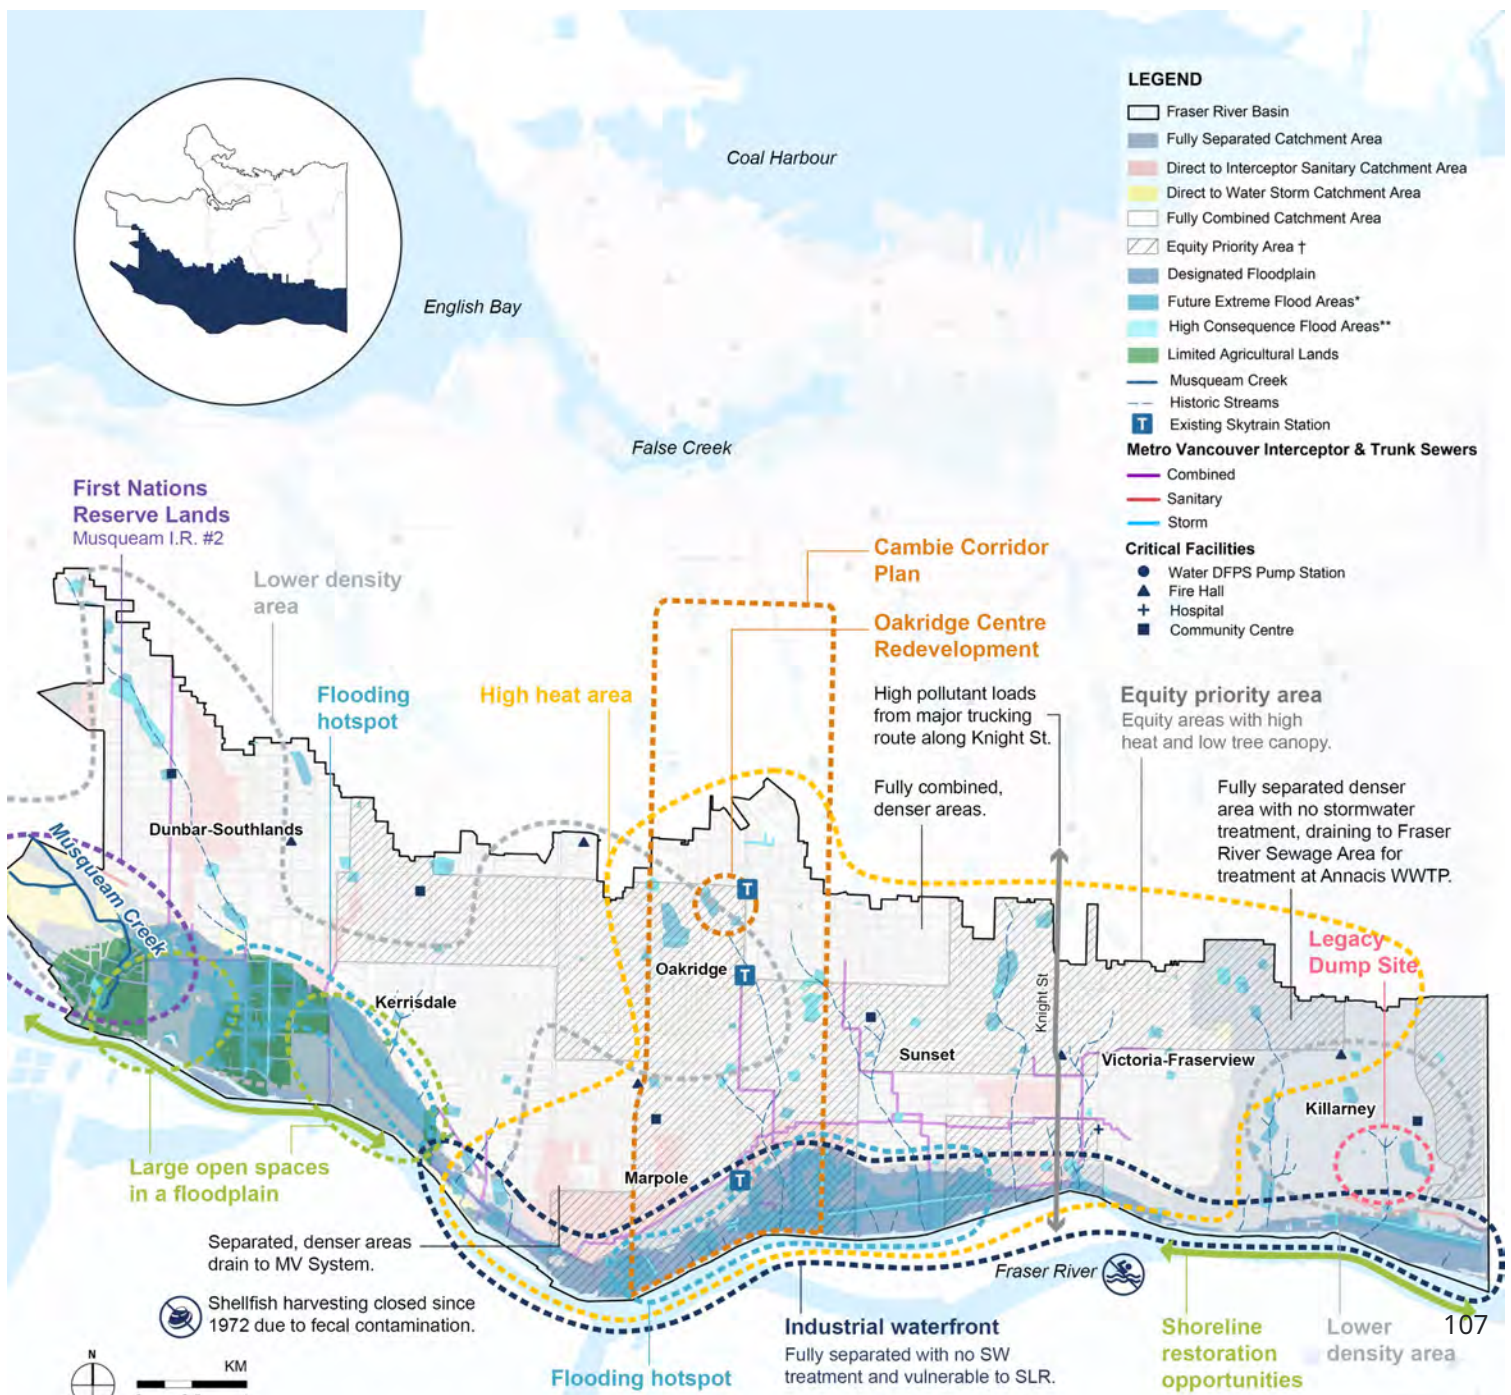 Coal Harbour
English Bay
False Creek
LEGEND
Fraser River Basin
Fully Separated Catchment Area
Direct to Interceptor Sanitary Catchment Area
Direct to Water Storm Catchment Area
Fully Combined Catchment Area
Equity Priority Area †
Designated Floodplain
Future Extreme Flood Areas*
High Consequence Flood Areas**
Limited Agricultural Lands
Musqueam Creek
Historic Streams
T Existing Skytrain Station
Metro Vancouver Interceptor & Trunk Sewers
Combined
Sanitary
Storm
Critical Facilities
Water DFPS Pump Station
Fire Hall
Hospital
Community Centre
First Nations
Reserve Lands
Musqueam I.R. #2
Lower density
area
Flooding
hotspot
High heat area
Cambie Corridor
Plan
Oakridge Centre
Redevelopment
High pollutant loads
from major trucking
route along Knight St.
Fully combined,
denser areas.
Equity priority area
Equity areas with high
heat and low tree canopy.
Fully separated denser
area with no stormwater
treatment, draining to Fraser
River Sewage Area for
treatment at Annacis WWTP.
Legacy
Dump Site
Dunbar-Southlands
Musqueam Creek
Kerrisdale
Oakridge
T
T
Knight St
Sunset
Victoria-Fraserview
Killarney
Marpole
T
Large open spaces
in a floodplain
Separated, denser areas
drain to MV System.
Shellfish harvesting closed since
1972 due to fecal contamination.
Fraser River
Industrial waterfront
Fully separated with no SW
treatment and vulnerable to SLR.
Flooding hotspot
Shoreline
restoration
opportunities
Lower
density area
107
N
KM